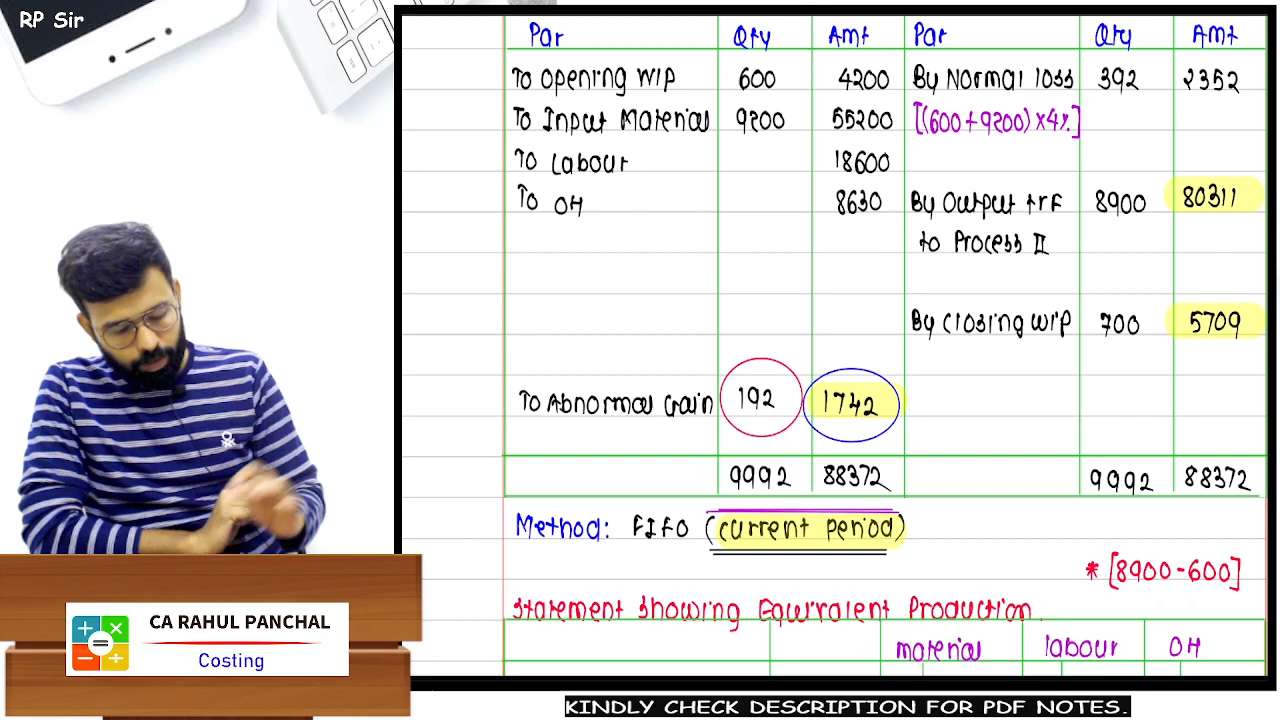 RP Sir
Par Qty Amt Par Qty Amt
To Opening WIP 600 4200 By Normal loss 392 2352
To Input Material 9200 55200 [(600+9200)×4%]
To Labour 18600
To OH 8630 By Output trf 8900 80311
to Process II
By Closing WIP 700 5709
To Abnormal Gain 192 1742
9992 88372 9992 88372
Method: FIFO (current period)
* [8900-600]
Statement Showing Equivalent Production.
material labour OH
CA RAHUL PANCHAL
Costing
KINDLY CHECK DESCRIPTION FOR PDF NOTES.